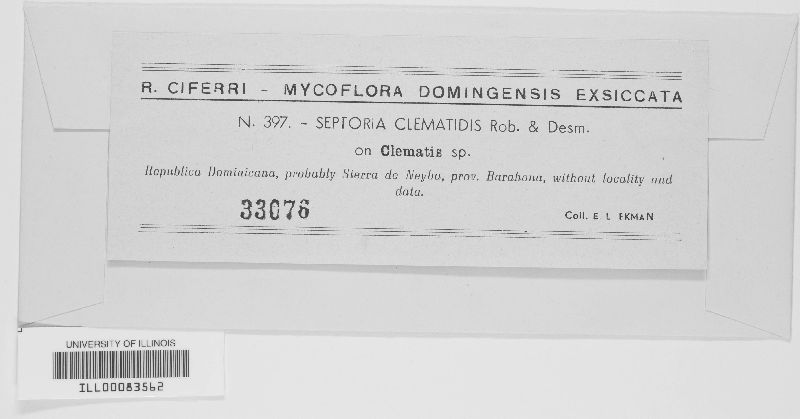 R. CIFERRI - MYCOFLORA DOMINGENSIS EXSICCATA
N. 397. - SEPTORIA CLEMATIDIS Rob. & Desm.
on Clematis sp.
Republica Dominicana, probably Sierra de Neyba, prov. Barahona, without locality and
data.
33076
Coll. E L EKMAN
UNIVERSITY OF ILLINOIS
ILL00083562